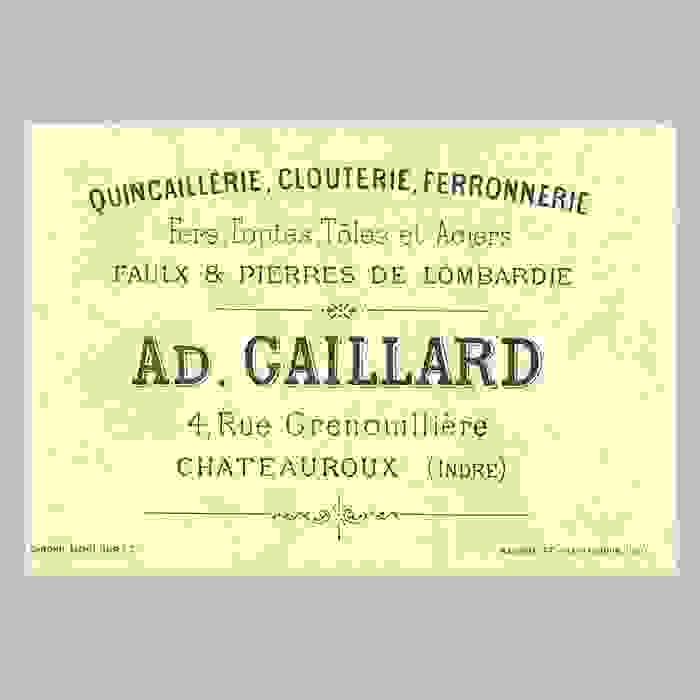 QUINCAILLERIE, CLOUTERIE, FERRONNERIE
Fers, Fontes, Tôles et Aciers
FAULX & PIERRES DE LOMBARDIE
AD. CAILLARD
4, Rue Grenouillière
CHATEAUROUX (INDRE)